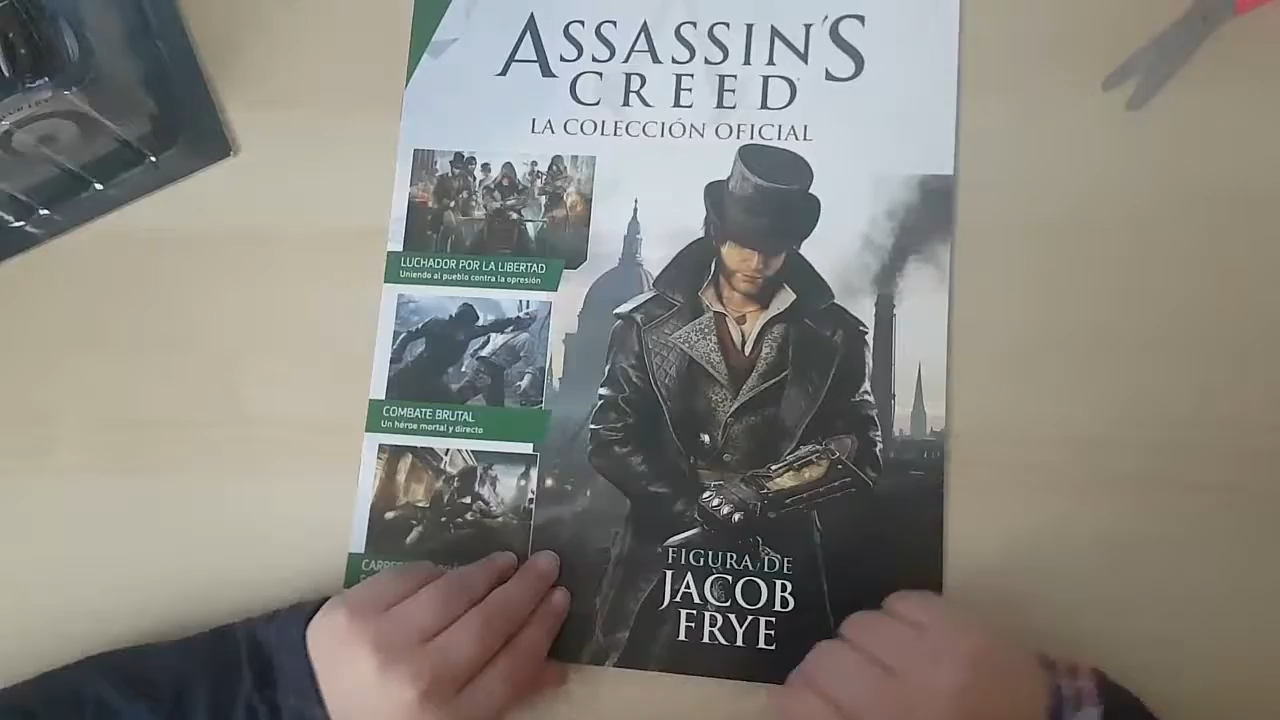 ASSASSIN'S
CREED
LA COLECCIÓN OFICIAL
LUCHADOR POR LA LIBERTAD
Uniendo al pueblo contra la opresión
COMBATE BRUTAL
Un héroe mortal y directo
FIGURA DE
JACOB
FRYE